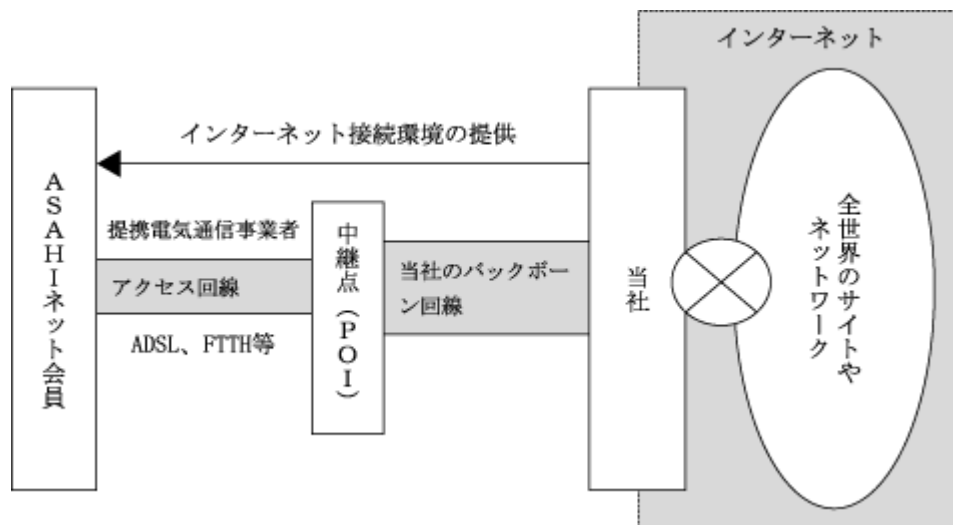 インターネット
インターネット接続環境の提供
ASAHIネット会員
提携電気通信事業者
アクセス回線
ADSL、FTTH等
中継点（POI）
当社のバックボー
ン回線
当社
全世界のサイトや
ネットワーク